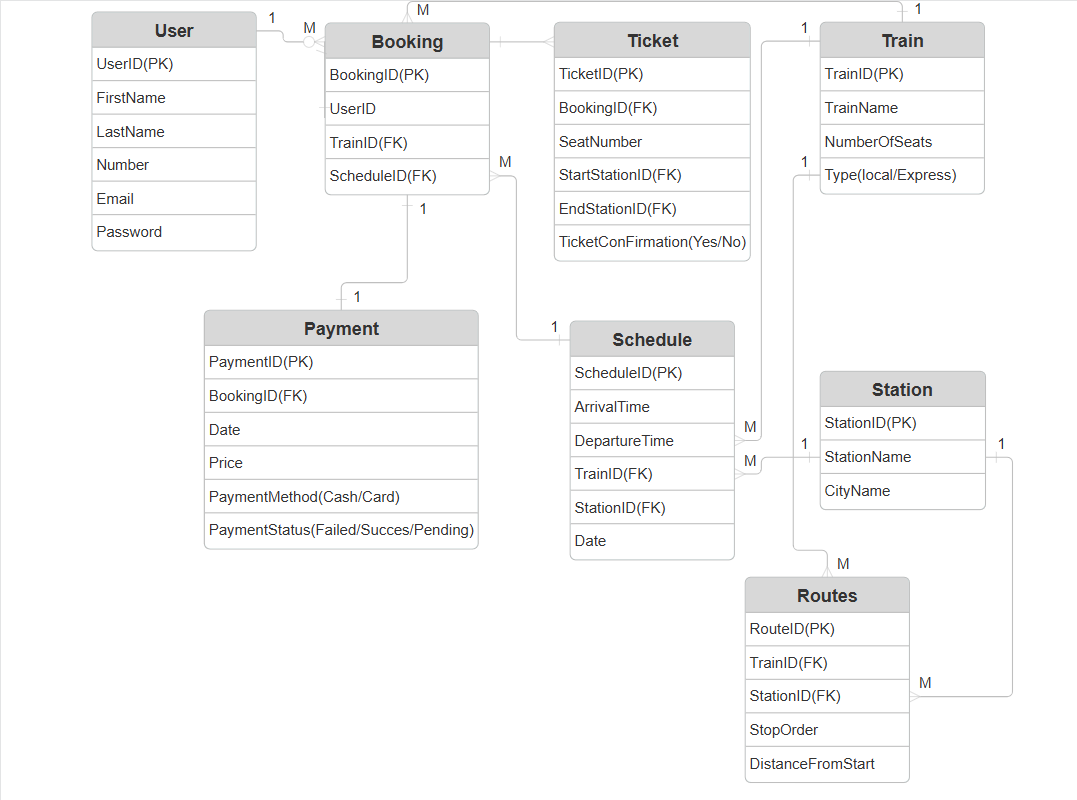 User
UserID(PK)
FirstName
LastName
Number
Email
Password
1
M
M
Booking
BookingID(PK)
UserID
TrainID(FK)
ScheduleID(FK)
M
1
1
Ticket
TicketID(PK)
BookingID(FK)
SeatNumber
StartStationID(FK)
EndStationID(FK)
TicketConFirmation(Yes/No)
1
1
Train
TrainID(PK)
TrainName
NumberOfSeats
Type(local/Express)
1
Payment
PaymentID(PK)
BookingID(FK)
Date
Price
PaymentMethod(Cash/Card)
PaymentStatus(Failed/Succes/Pending)
1
Schedule
ScheduleID(PK)
ArrivalTime
DepartureTime
TrainID(FK)
StationID(FK)
Date
M
M
1
1
Station
StationID(PK)
StationName
CityName
M
Routes
RouteID(PK)
TrainID(FK)
StationID(FK)
StopOrder
DistanceFromStart
M